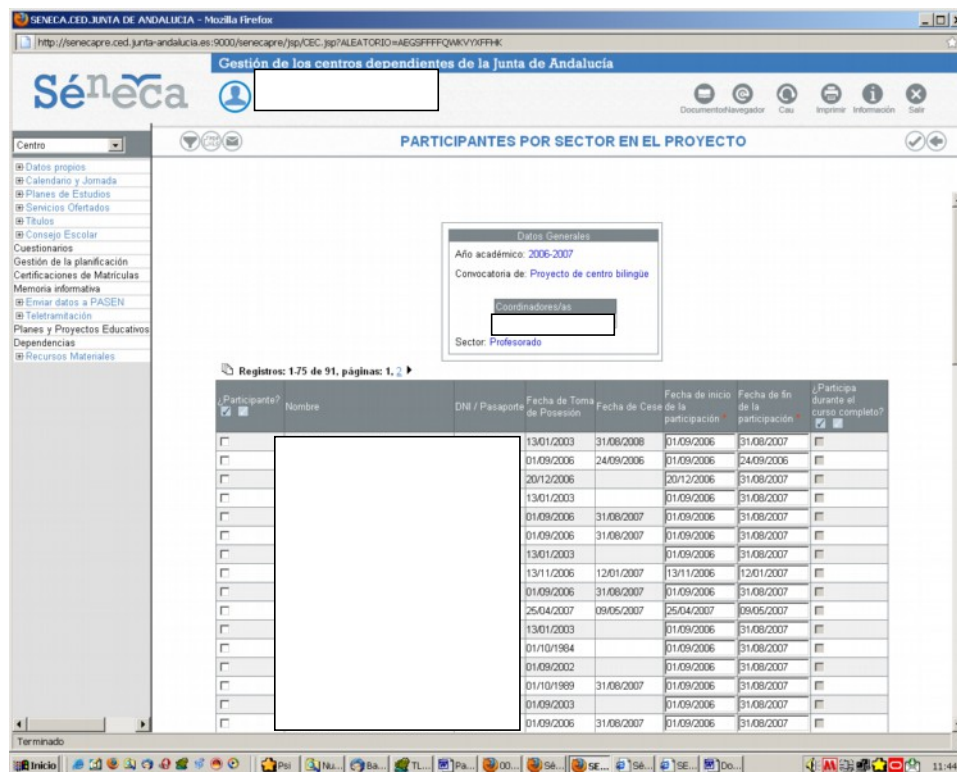 SENECA.CED.JUNTA DE ANDALUCIA - Mozilla Firefox
http://senecapre.ced.junta-andalucia.es:9000/senecapre/jsp/CEC.jsp?ALEATORIO=AEGSFFFFQWKVYXFFHK
Gestión de los centros dependientes de la Junta de Andalucía
Séneca
Documentos Navegador Cau Imprimir Información Salir
Centro
PARTICIPANTES POR SECTOR EN EL PROYECTO
Datos propios
Calendario y Jornada
Planes de Estudios
Servicios Ofertados
Títulos
Consejo Escolar
Cuestionarios
Gestión de la planificación
Certificaciones de Matrículas
Memoria informativa
Enviar datos a PASEN
Teletramitación
Planes y Proyectos Educativos
Dependencias
Recursos Materiales
Datos Generales
Año académico: 2006-2007
Convocatoria de: Proyecto de centro bilingüe
Coordinadores/as
Sector: Profesorado
Registros: 1-75 de 91, páginas: 1, 2
¿Participante? Nombre DNI / Pasaporte Fecha de Toma de Posesión Fecha de Cese Fecha de inicio de la participación * Fecha de fin de la participación * ¿Participa durante el curso completo?
13/01/2003 31/08/2008 01/09/2006 31/08/2007
01/09/2006 24/09/2006 01/09/2006 24/09/2006
20/12/2006 20/12/2006 31/08/2007
13/01/2003 01/09/2006 31/08/2007
01/09/2006 31/08/2007 01/09/2006 31/08/2007
01/09/2006 31/08/2007 01/09/2006 31/08/2007
13/01/2003 01/09/2006 31/08/2007
13/11/2006 12/01/2007 13/11/2006 12/01/2007
01/09/2006 31/08/2007 01/09/2006 31/08/2007
25/04/2007 09/05/2007 25/04/2007 09/05/2007
13/01/2003 01/09/2006 31/08/2007
01/10/1984 01/09/2006 31/08/2007
01/09/2002 01/09/2006 31/08/2007
01/10/1989 31/08/2007 01/09/2006 31/08/2007
01/09/2003 01/09/2006 31/08/2007
01/09/2006 31/08/2007 01/09/2006 31/08/2007
Terminado
Inicio Psi Nu... Ba... TL... Pa... 00... Sé... SE... Sé... SE... Do... 11:44